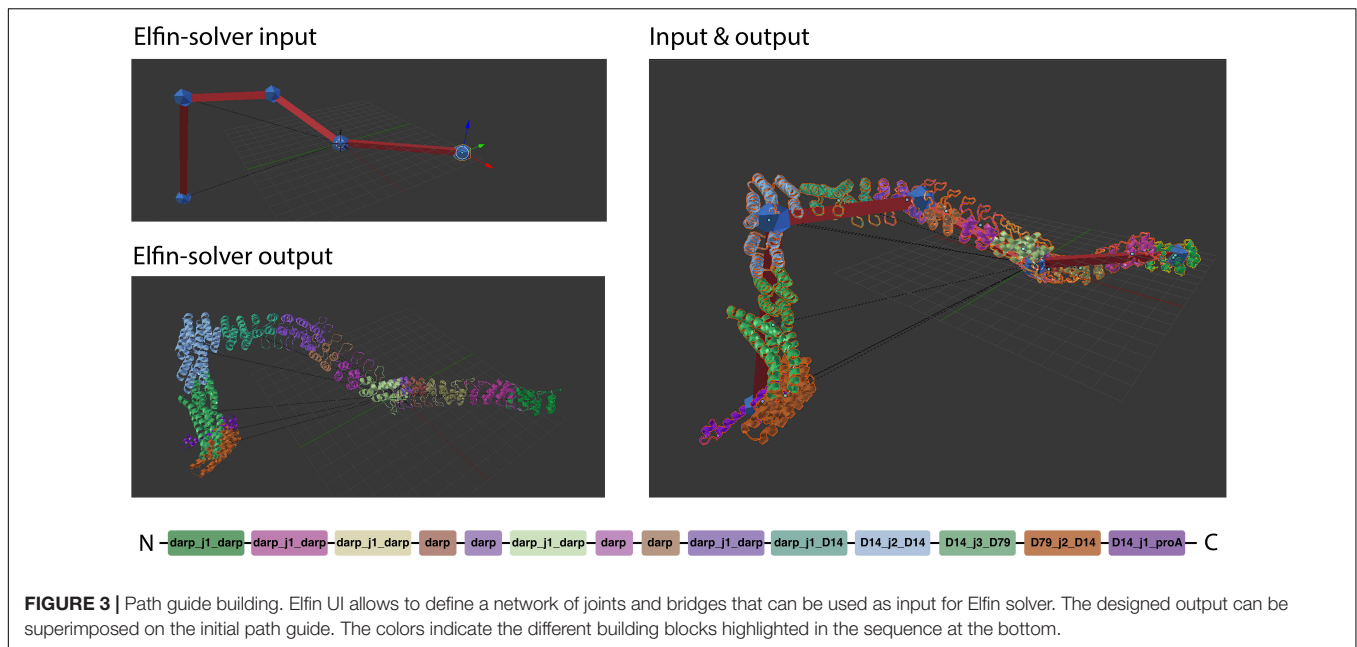 Elfin-solver input
Input & output
Elfin-solver output
N darp_j1_darp darp_j1_darp darp_j1_darp darp darp darp_j1_darp darp darp darp_j1_darp darp_j1_D14 D14_j2_D14 D14_j3_D79 D79_j2_D14 D14_j1_proA C
FIGURE 3 | Path guide building. Elfin UI allows to define a network of joints and bridges that can be used as input for Elfin solver. The designed output can be
superimposed on the initial path guide. The colors indicate the different building blocks highlighted in the sequence at the bottom.